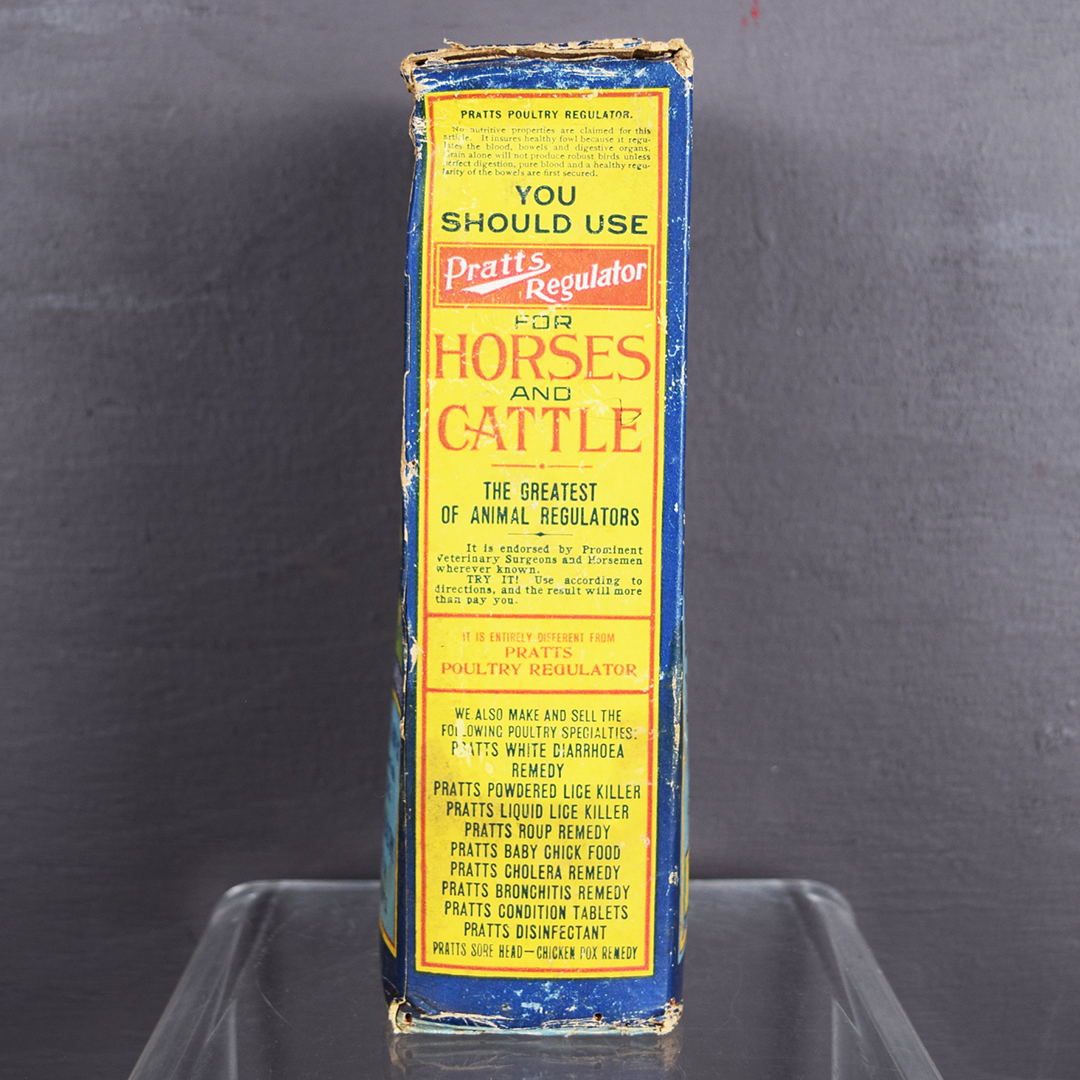 PRATTS POULTRY REGULATOR.
No nutritive properties are claimed for this
article. It insures healthy fowl because it regu-
lates the blood, bowels and digestive organs.
Grain alone will not produce robust birds unless
perfect digestion, pure blood and a healthy regu-
larity of the bowels are first secured.
YOU
SHOULD USE
Pratts
Regulator
FOR
HORSES
AND
CATTLE
THE GREATEST
OF ANIMAL REGULATORS
It is endorsed by Prominent
Veterinary Surgeons and Horsemen
wherever known.
TRY IT! Use according to
directions, and the result will more
than pay you.
IT IS ENTIRELY DIFFERENT FROM
PRATTS
POULTRY REGULATOR
WE ALSO MAKE AND SELL THE
FOLLOWING POULTRY SPECIALTIES:
PRATTS WHITE DIARRHOEA
REMEDY
PRATTS POWDERED LICE KILLER
PRATTS LIQUID LICE KILLER
PRATTS ROUP REMEDY
PRATTS BABY CHICK FOOD
PRATTS CHOLERA REMEDY
PRATTS BRONCHITIS REMEDY
PRATTS CONDITION TABLETS
PRATTS DISINFECTANT
PRATTS SORE HEAD—CHICKEN POX REMEDY